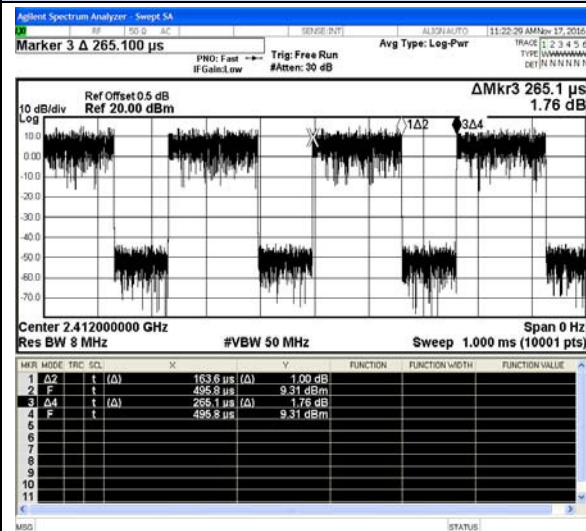 Agilent Spectrum Analyzer - Swept SA
RF 50 Ω AC SENSE:INT ALIGN AUTO 11:22:29 AM Nov 17, 2016
Marker 3 Δ 265.100 µs
PNO: Fast
IFGain:Low
Trig: Free Run
#Atten: 30 dB
Avg Type: Log-Pwr
TRACE 1 2 3 4 5 6
TYPE
DET N N N N N
Ref Offset 0.5 dB
10 dB/div Ref 20.00 dBm
ΔMkr3 265.1 µs
1.76 dB
Log
10.0
0.00
-10.0
-20.0
-30.0
-40.0
-50.0
-60.0
-70.0
X
1Δ2
3Δ4
Center 2.412000000 GHz Span 0 Hz
Res BW 8 MHz #VBW 50 MHz Sweep 1.000 ms (10001 pts)
MKR MODE TRC SCL X Y FUNCTION FUNCTION WIDTH FUNCTION VALUE
1 Δ2 t (Δ) 163.6 µs (Δ) 1.00 dB
2 F t 495.8 µs 9.31 dBm
3 Δ4 t (Δ) 265.1 µs (Δ) 1.76 dB
4 F t 495.8 µs 9.31 dBm
5
6
7
8
9
10
11
MSG STATUS